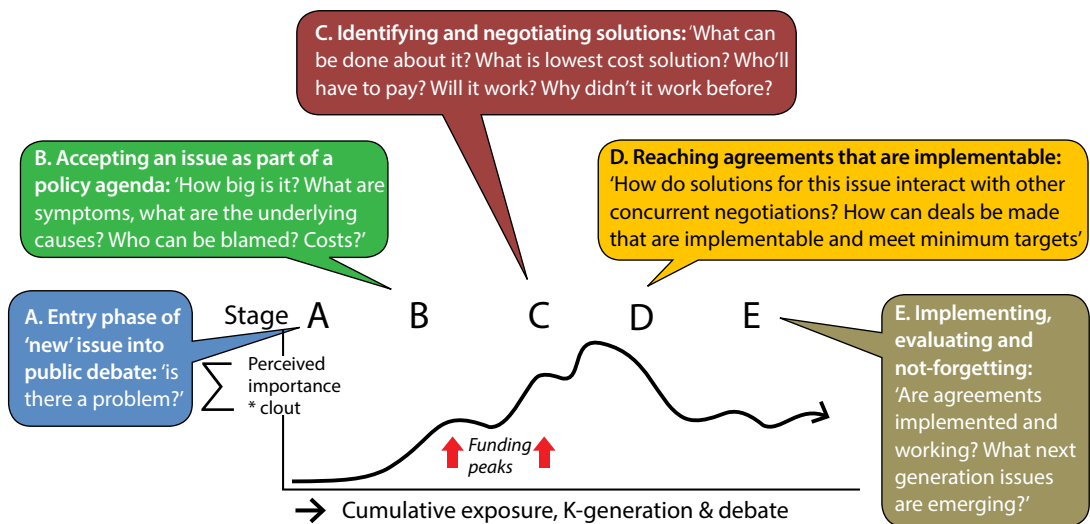 C. Identifying and negotiating solutions: ‘What can
be done about it? What is lowest cost solution? Who’ll
have to pay? Will it work? Why didn’t it work before?
B. Accepting an issue as part of a
policy agenda: ‘How big is it? What are
symptoms, what are the underlying
causes? Who can be blamed? Costs?’
D. Reaching agreements that are implementable:
‘How do solutions for this issue interact with other
concurrent negotiations? How can deals be made
that are implementable and meet minimum targets’
A. Entry phase of
‘new’ issue into
public debate: ‘is
there a problem?’
Stage A B C D E
∑ Perceived
importance
* clout
Funding
peaks
E. Implementing,
evaluating and
not-forgetting:
‘Are agreements
implemented and
working? What next
generation issues
are emerging?’
→ Cumulative exposure, K-generation & debate